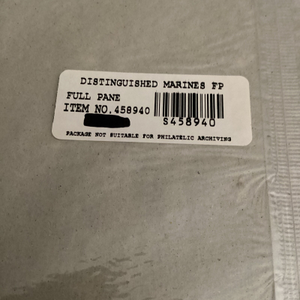 DISTINGUISHED MARINES FP
FULL PANE
ITEM NO.458940
S458940
PACKAGE NOT SUITABLE FOR PHILATELIC ARCHIVING